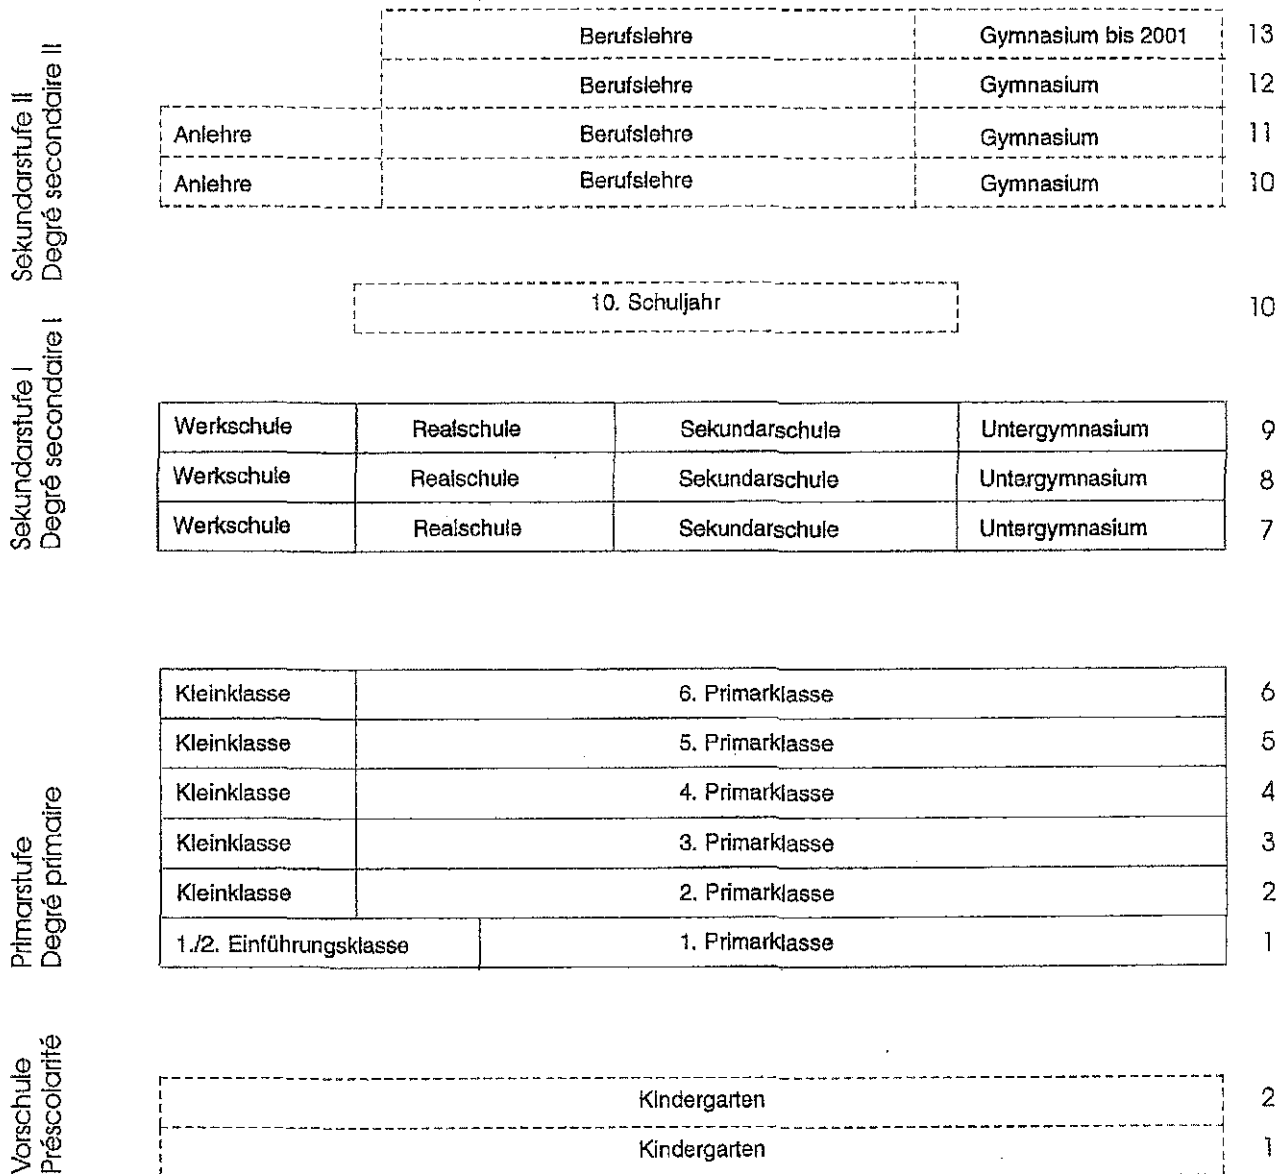 Sekundarstufe II
Degré secondaire II
Berufslehre Gymnasium bis 2001 13
Berufslehre Gymnasium 12
Anlehre Berufslehre Gymnasium 11
Anlehre Berufslehre Gymnasium 10
10. Schuljahr 10
Sekundarstufe I
Degré secondaire I
Werkschule Realschule Sekundarschule Untergymnasium 9
Werkschule Realschule Sekundarschule Untergymnasium 8
Werkschule Realschule Sekundarschule Untergymnasium 7
Primarstufe
Degré primaire
Kleinklasse 6. Primarklasse 6
Kleinklasse 5. Primarklasse 5
Kleinklasse 4. Primarklasse 4
Kleinklasse 3. Primarklasse 3
Kleinklasse 2. Primarklasse 2
1./2. Einführungsklasse 1. Primarklasse 1
Vorschule
Préscolarité
Kindergarten 2
Kindergarten 1